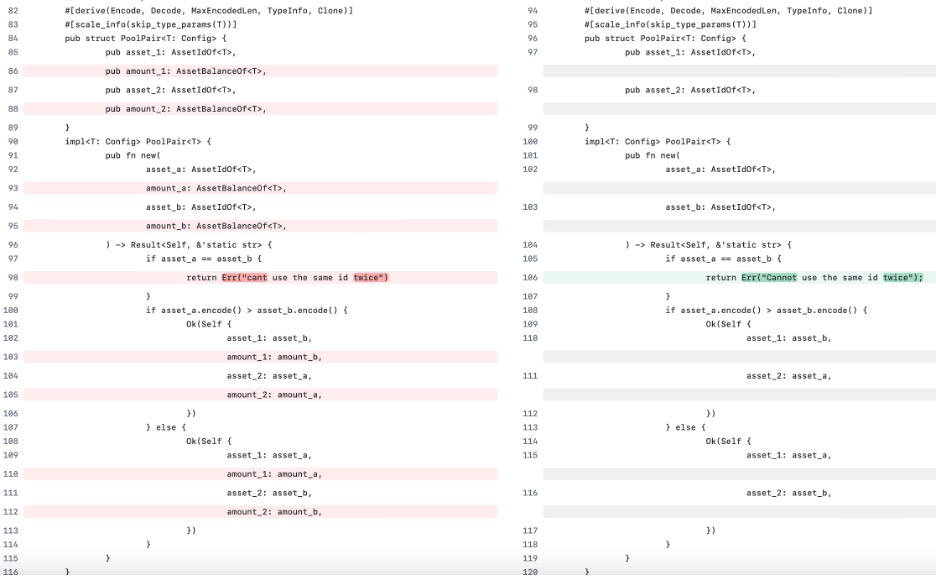 82 #[derive(Encode, Decode, MaxEncodedLen, TypeInfo, Clone)]
83 #[scale_info(skip_type_params(T))]
84 pub struct PoolPair<T: Config> {
85 pub asset_1: AssetIdOf<T>,
86 pub amount_1: AssetBalanceOf<T>,
87 pub asset_2: AssetIdOf<T>,
88 pub amount_2: AssetBalanceOf<T>,
89 }
90 impl<T: Config> PoolPair<T> {
91 pub fn new(
92 asset_a: AssetIdOf<T>,
93 amount_a: AssetBalanceOf<T>,
94 asset_b: AssetIdOf<T>,
95 amount_b: AssetBalanceOf<T>,
96 ) -> Result<Self, &'static str> {
97 if asset_a == asset_b {
98 return Err("cant use the same id twice")
99 }
100 if asset_a.encode() > asset_b.encode() {
101 Ok(Self {
102 asset_1: asset_b,
103 amount_1: amount_b,
104 asset_2: asset_a,
105 amount_2: amount_a,
106 })
107 } else {
108 Ok(Self {
109 asset_1: asset_a,
110 amount_1: amount_a,
111 asset_2: asset_b,
112 amount_2: amount_b,
113 })
114 }
115 }
116 }
94 #[derive(Encode, Decode, MaxEncodedLen, TypeInfo, Clone)]
95 #[scale_info(skip_type_params(T))]
96 pub struct PoolPair<T: Config> {
97 pub asset_1: AssetIdOf<T>,
98 pub asset_2: AssetIdOf<T>,
99 }
100 impl<T: Config> PoolPair<T> {
101 pub fn new(
102 asset_a: AssetIdOf<T>,
103 asset_b: AssetIdOf<T>,
104 ) -> Result<Self, &'static str> {
105 if asset_a == asset_b {
106 return Err("Cannot use the same id twice");
107 }
108 if asset_a.encode() > asset_b.encode() {
109 Ok(Self {
110 asset_1: asset_b,
111 asset_2: asset_a,
112 })
113 } else {
114 Ok(Self {
115 asset_1: asset_a,
116 asset_2: asset_b,
117 })
118 }
119 }
120 }